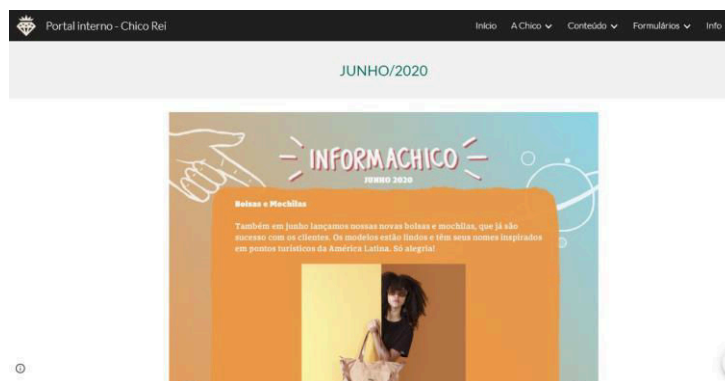 Portal interno - Chico Rei
Início A Chico Conteúdo Formulários Info
JUNHO/2020
INFORMACHICO
JUNHO 2020
Bolsas e Mochilas
Também em junho lançamos nossas novas bolsas e mochilas, que já são
sucesso com os clientes. Os modelos estão lindos e têm seus nomes inspirados
em pontos turísticos da América Latina. Só alegria!